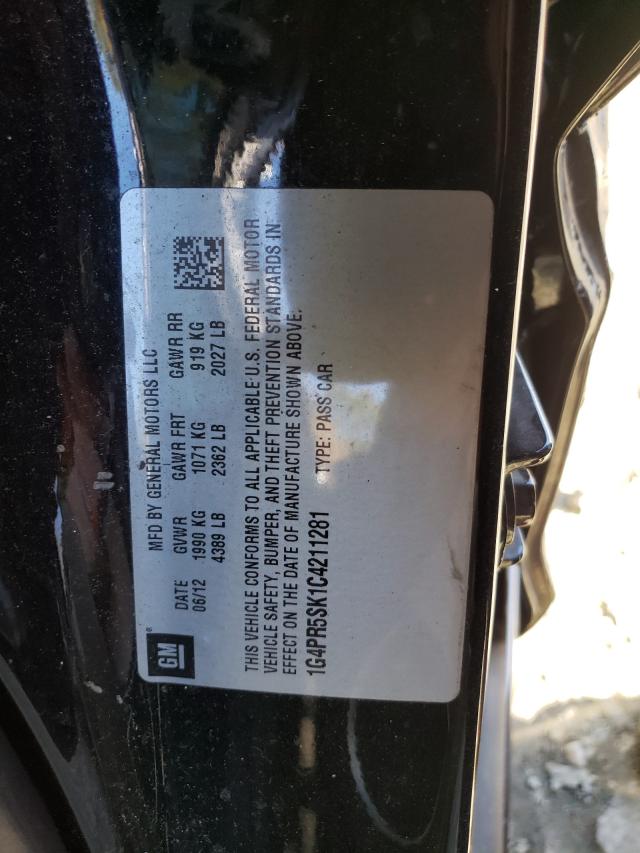 GM
MFD BY GENERAL MOTORS LLC
DATE GVWR GAWR FRT GAWR RR
06/12 1990 KG 1071 KG 919 KG
4389 LB 2362 LB 2027 LB
THIS VEHICLE CONFORMS TO ALL APPLICABLE U.S. FEDERAL MOTOR
VEHICLE SAFETY, BUMPER, AND THEFT PREVENTION STANDARDS IN
EFFECT ON THE DATE OF MANUFACTURE SHOWN ABOVE.
1G4PR5SK1C4211281 TYPE: PASS CAR